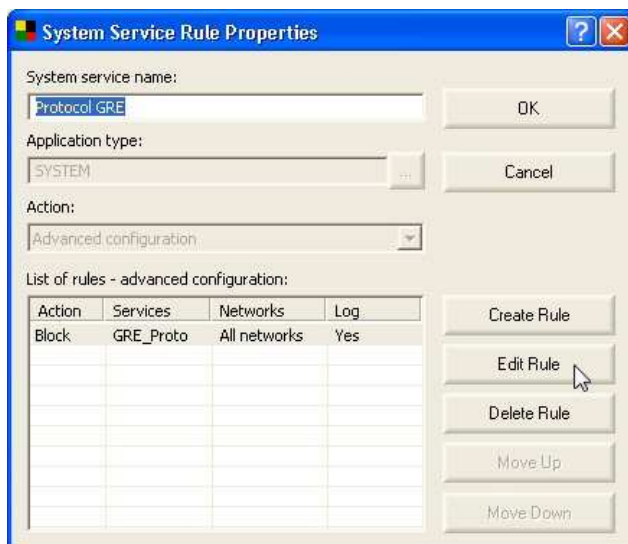 System Service Rule Properties
System service name:
Protocol GRE
OK
Application type:
SYSTEM
...
Cancel
Action:
Advanced configuration
List of rules - advanced configuration:
Action Services Networks Log
Block GRE_Proto All networks Yes
Create Rule
Edit Rule
Delete Rule
Move Up
Move Down